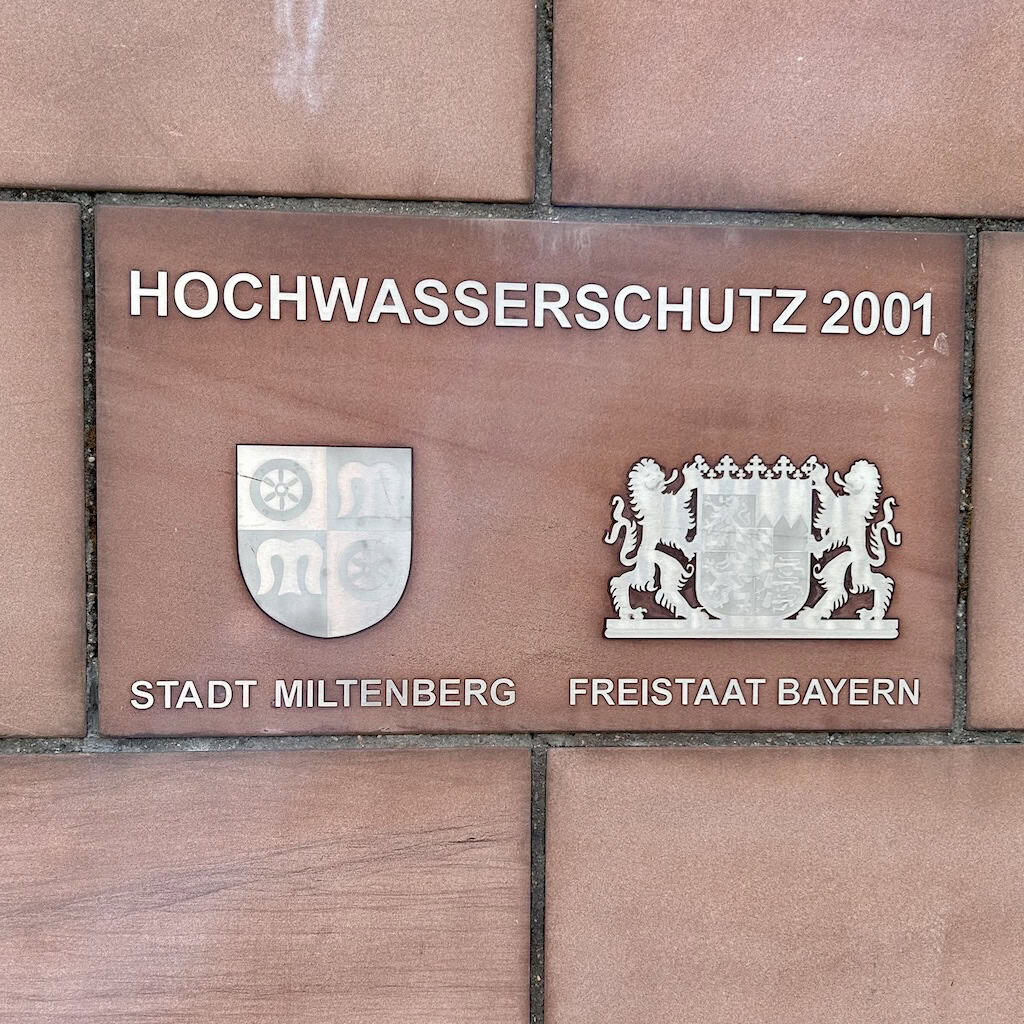 HOCHWASSERSCHUTZ 2001
STADT MILTENBERG FREISTAAT BAYERN